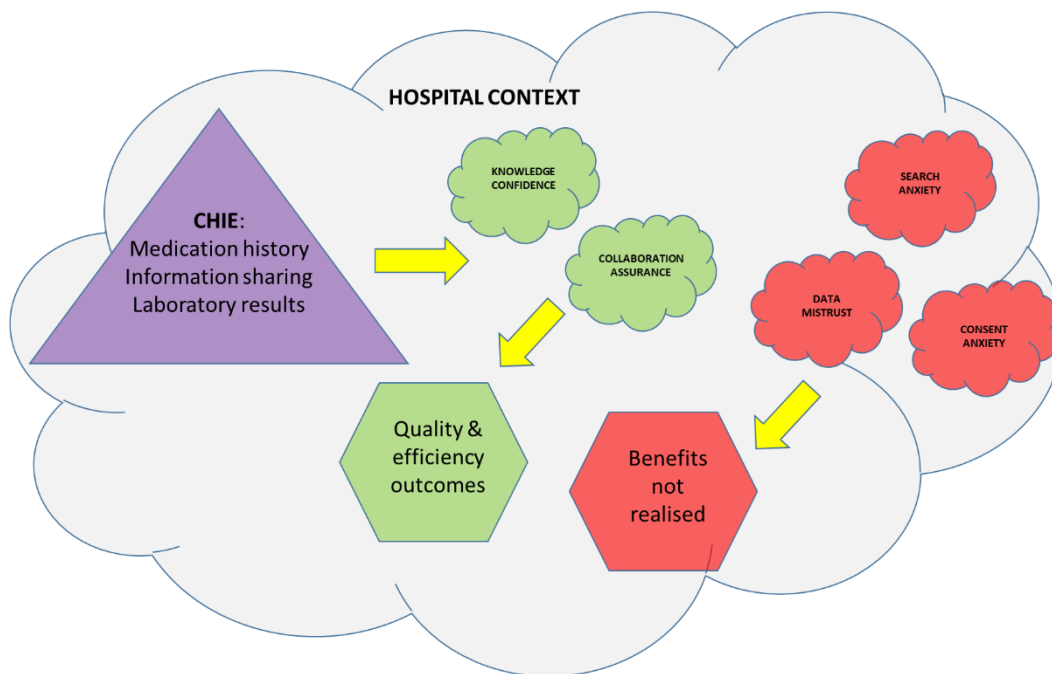 HOSPITAL CONTEXT
CHIE:
Medication history
Information sharing
Laboratory results
KNOWLEDGE
CONFIDENCE
COLLABORATION
ASSURANCE
SEARCH
ANXIETY
DATA
MISTRUST
CONSENT
ANXIETY
Quality &
efficiency
outcomes
Benefits
not
realised